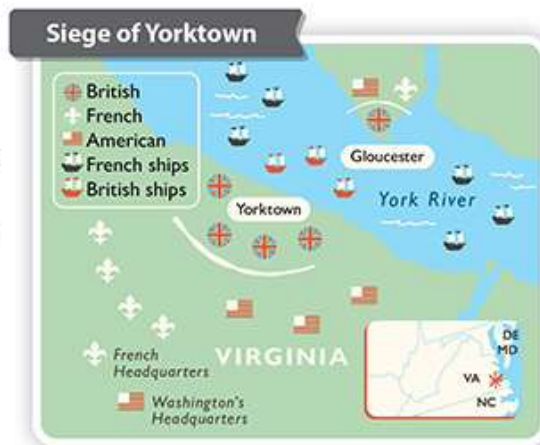 Siege of Yorktown
British
French
American
French ships
British ships
Gloucester
Yorktown
York River
French
Headquarters
VIRGINIA
Washington's
Headquarters
DE
MD
VA
NC